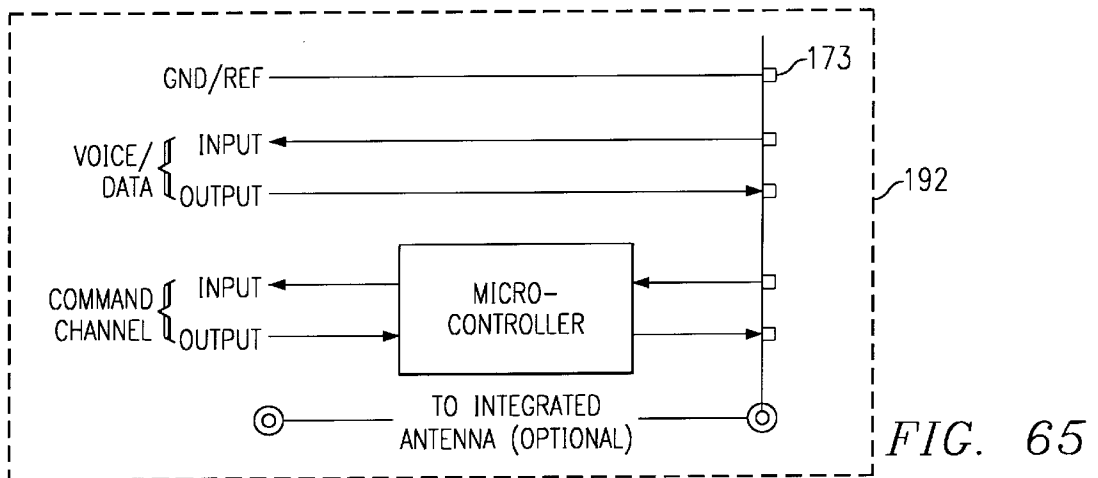 GND/REF
173
VOICE/
DATA
INPUT
OUTPUT
192
COMMAND
CHANNEL
INPUT
OUTPUT
MICRO-
CONTROLLER
TO INTEGRATED
ANTENNA (OPTIONAL)
FIG. 65